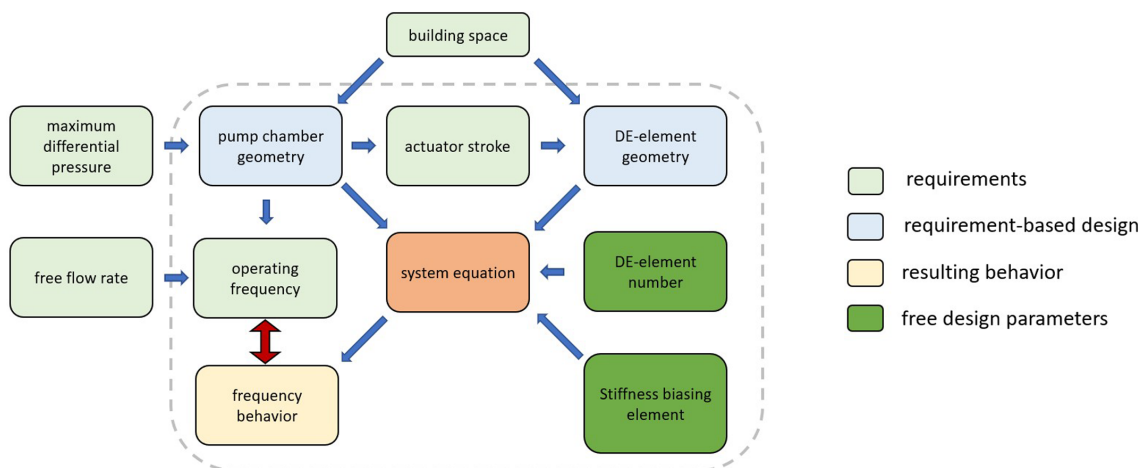 building space
maximum
differential
pressure
pump chamber
geometry
actuator stroke
DE-element
geometry
free flow rate
operating
frequency
system equation
DE-element
number
frequency
behavior
Stiffness biasing
element
requirements
requirement-based design
resulting behavior
free design parameters